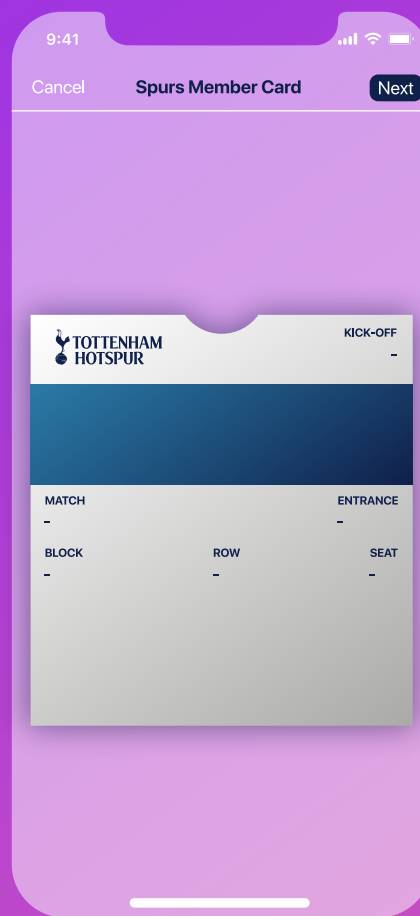 9:41
Cancel Spurs Member Card Next
TOTTENHAM
HOTSPUR
KICK-OFF
-
MATCH ENTRANCE
- -
BLOCK ROW SEAT
- - -